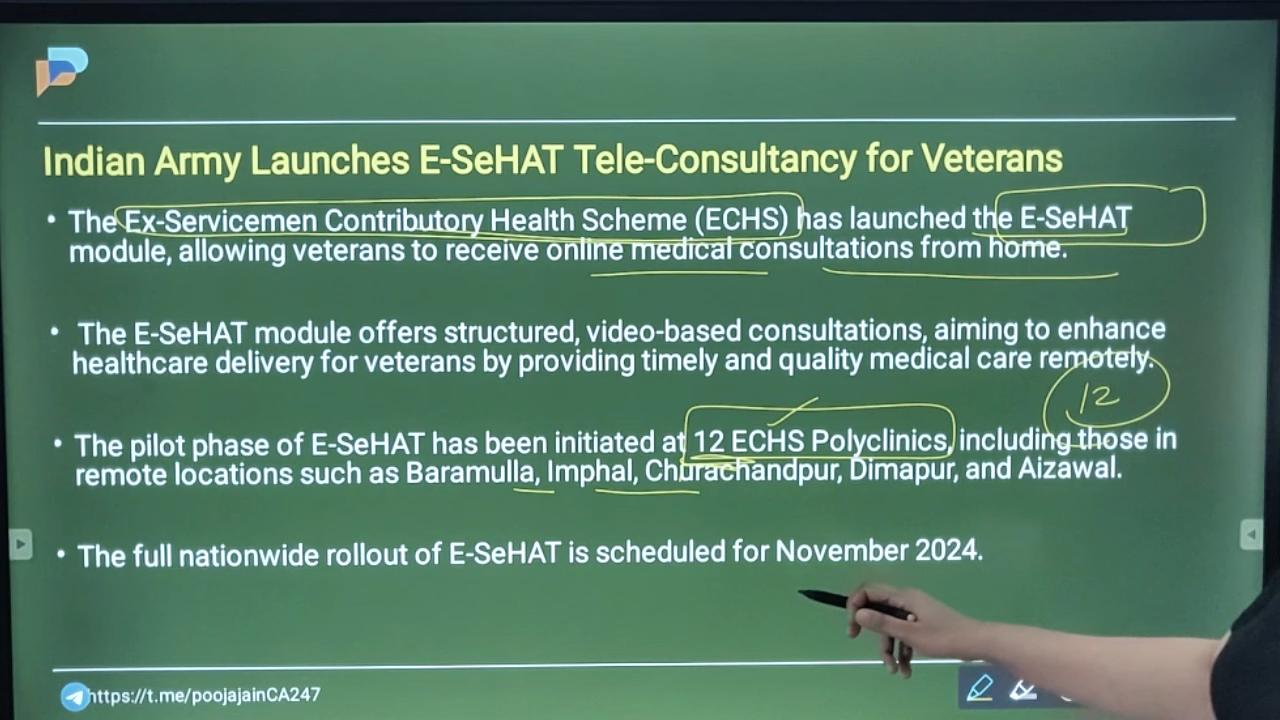 Indian Army Launches E-SeHAT Tele-Consultancy for Veterans
• The Ex-Servicemen Contributory Health Scheme (ECHS) has launched the E-SeHAT
module, allowing veterans to receive online medical consultations from home.
• The E-SeHAT module offers structured, video-based consultations, aiming to enhance
healthcare delivery for veterans by providing timely and quality medical care remotely.
12
• The pilot phase of E-SeHAT has been initiated at 12 ECHS Polyclinics, including those in
remote locations such as Baramulla, Imphal, Churachandpur, Dimapur, and Aizawal.
• The full nationwide rollout of E-SeHAT is scheduled for November 2024.
https://t.me/poojajainCA247